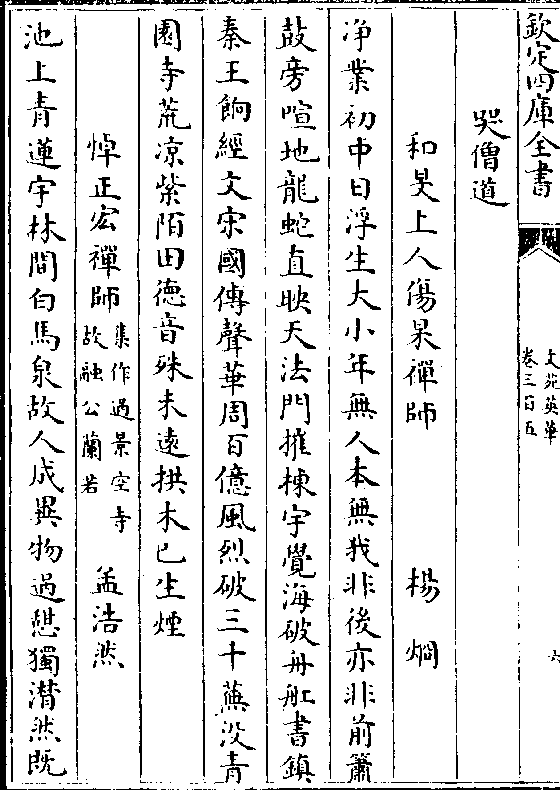 欽定四庫全書
文苑英華
卷三百五
六
哭僧道
和旻上人傷果禪師 楊烱
净業初中日浮生大小年無人本無我非後亦非前簫
鼓旁喧地龍蛇直映天法門摧棟宇覺海破舟舡書鎮
秦王餉經文宋國傳聲華周百億風烈破三千蕪没青
園寺荒凉紫陌田德音殊未遠拱木已生煙
悼正宏禪師集作過景空寺故融公蘭若 孟浩然
池上青蓮宇林間白馬泉故人成異物過憇獨潸然既